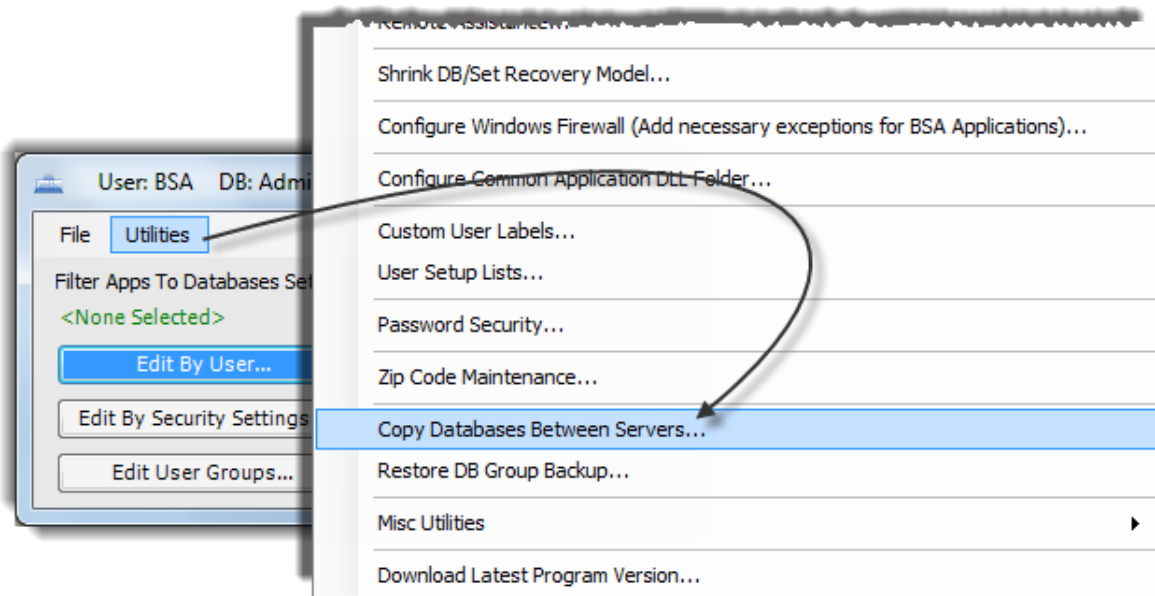 Remote Assistance...
Shrink DB/Set Recovery Model...
Configure Windows Firewall (Add necessary exceptions for BSA Applications)...
Configure Common Application DLL Folder...
Custom User Labels...
User Setup Lists...
Password Security...
Zip Code Maintenance...
Copy Databases Between Servers...
Restore DB Group Backup...
Misc Utilities
Download Latest Program Version...
User: BSA DB: Admi
File Utilities
Filter Apps To Databases Set
<None Selected>
Edit By User...
Edit By Security Settings
Edit User Groups...